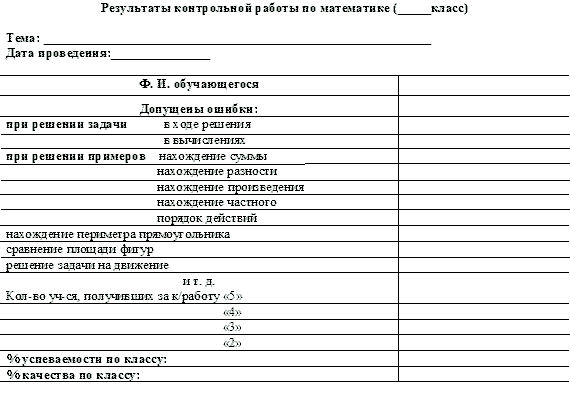 Результаты контрольной работы по математике (_____класс)
Тема: ____________________________________________________________
Дата проведения:_______________
Ф. И. обучающегося
Допущены ошибки:
при решении задачи в ходе решения
в вычислениях
при решении примеров нахождение суммы
нахождение разности
нахождение произведения
нахождение частного
порядок действий
нахождение периметра прямоугольника
сравнение площади фигур
решение задачи на движение
и т. д.
Кол-во уч-ся, получивших за к/работу «5»
«4»
«3»
«2»
% успеваемости по классу:
% качества по классу: